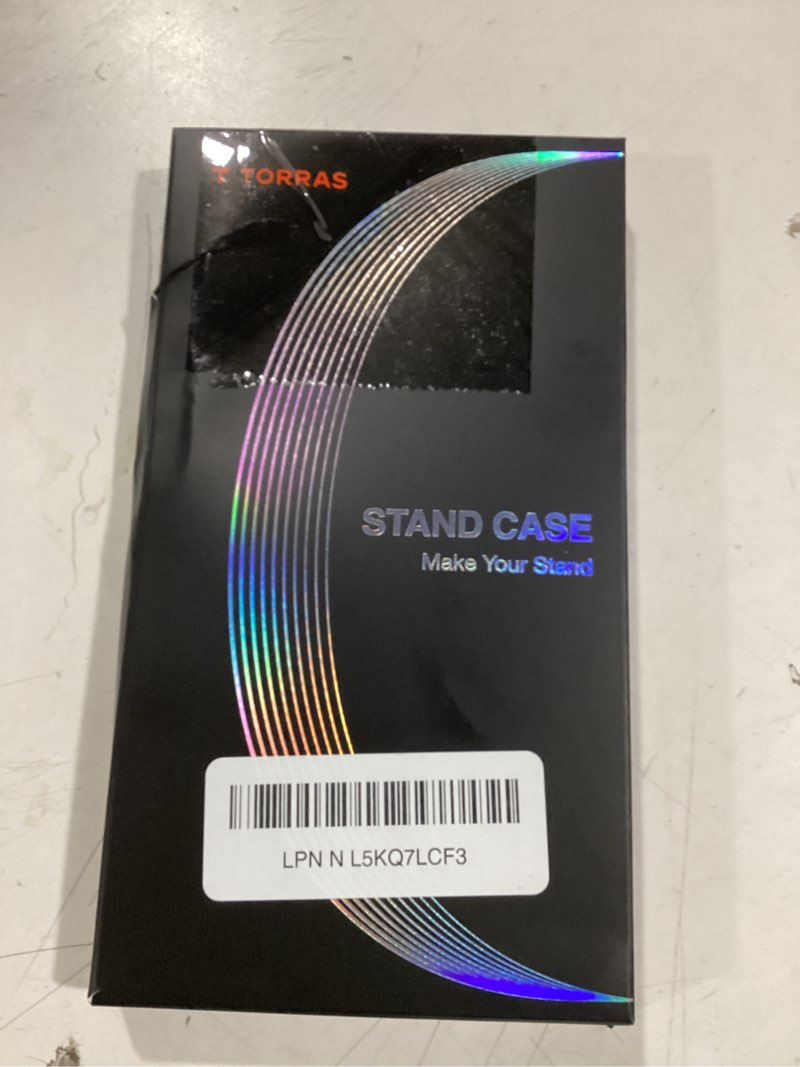 T TORRAS
STAND CASE
Make Your Stand
LPN N L5KQ7LCF3